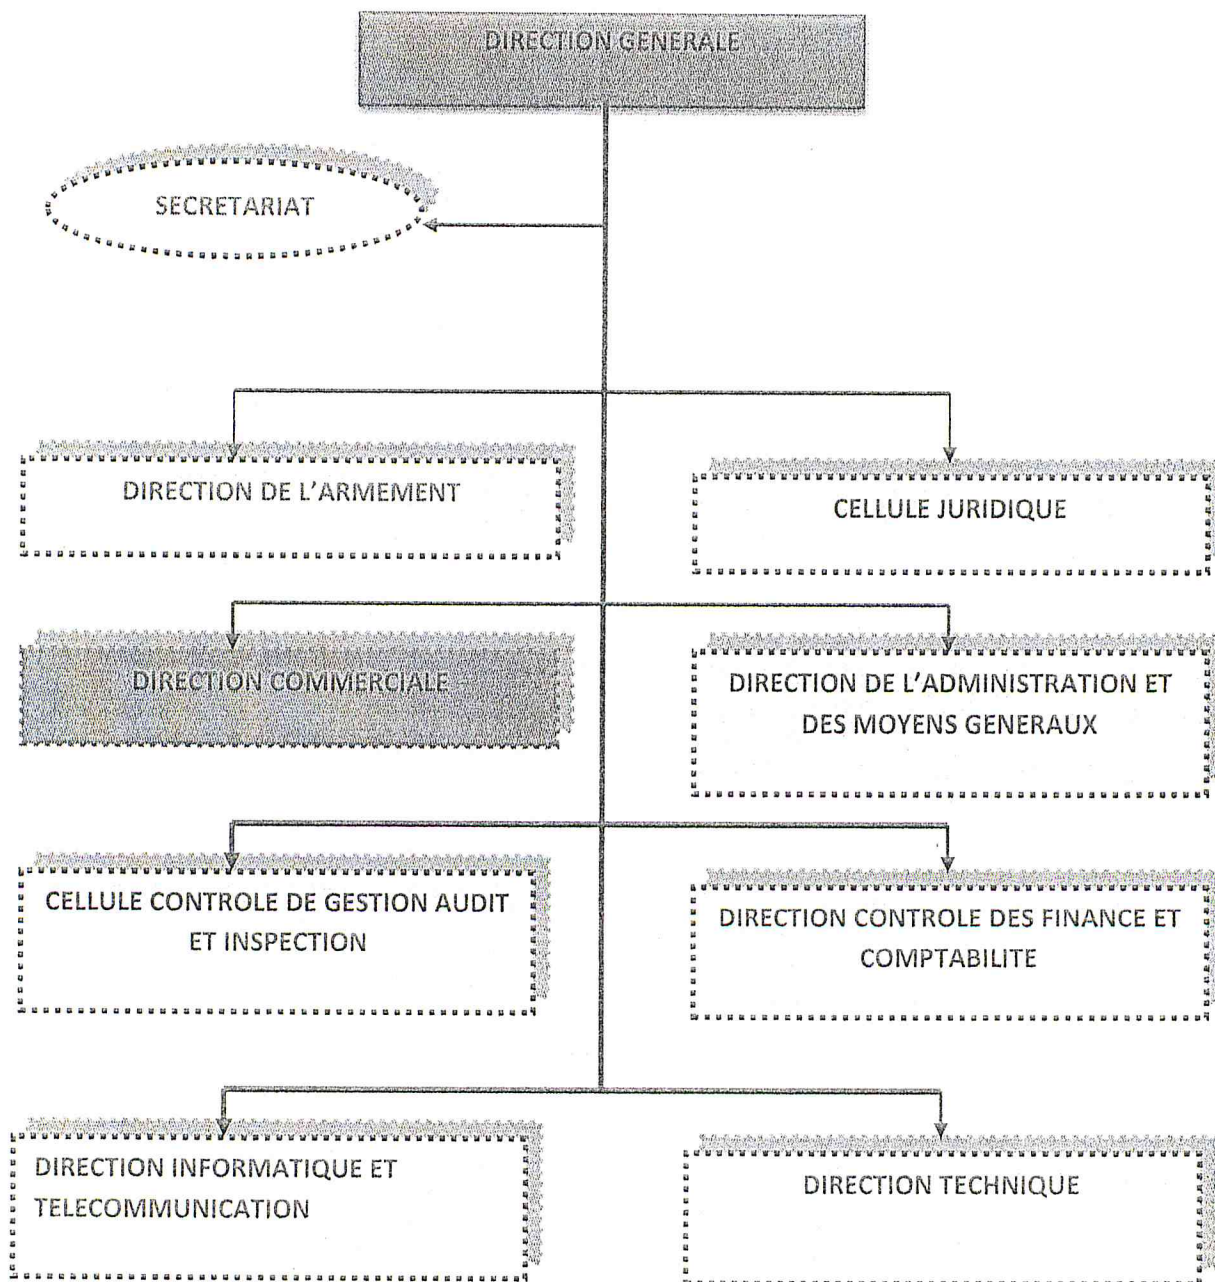 DIRECTION GENERALE
SECRETARIAT
DIRECTION DE L'ARMEMENT
CELLULE JURIDIQUE
DIRECTION COMMERCIALE
DIRECTION DE L'ADMINISTRATION ET
DES MOYENS GENERAUX
CELLULE CONTROLE DE GESTION AUDIT
ET INSPECTION
DIRECTION CONTROLE DES FINANCE ET
COMPTABILITE
DIRECTION INFORMATIQUE ET
TELECOMMUNICATION
DIRECTION TECHNIQUE